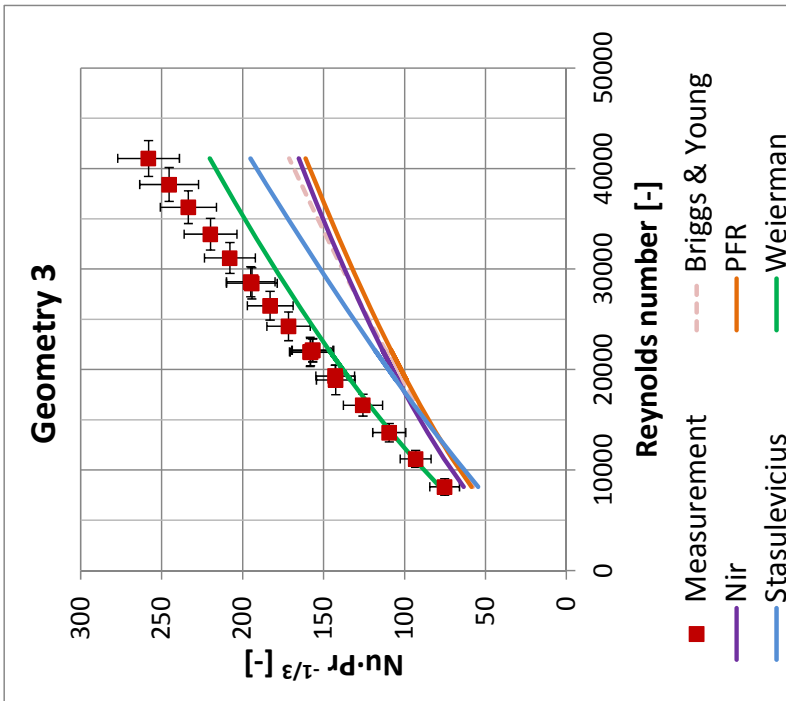 Geometry 3
Nu·Pr -1/3 [-]
300
250
200
150
100
50
0
0
10000
20000
30000
40000
50000
Reynolds number [-]
Measurement
Briggs & Young
Nir
PFR
Stasulevicius
Weierman